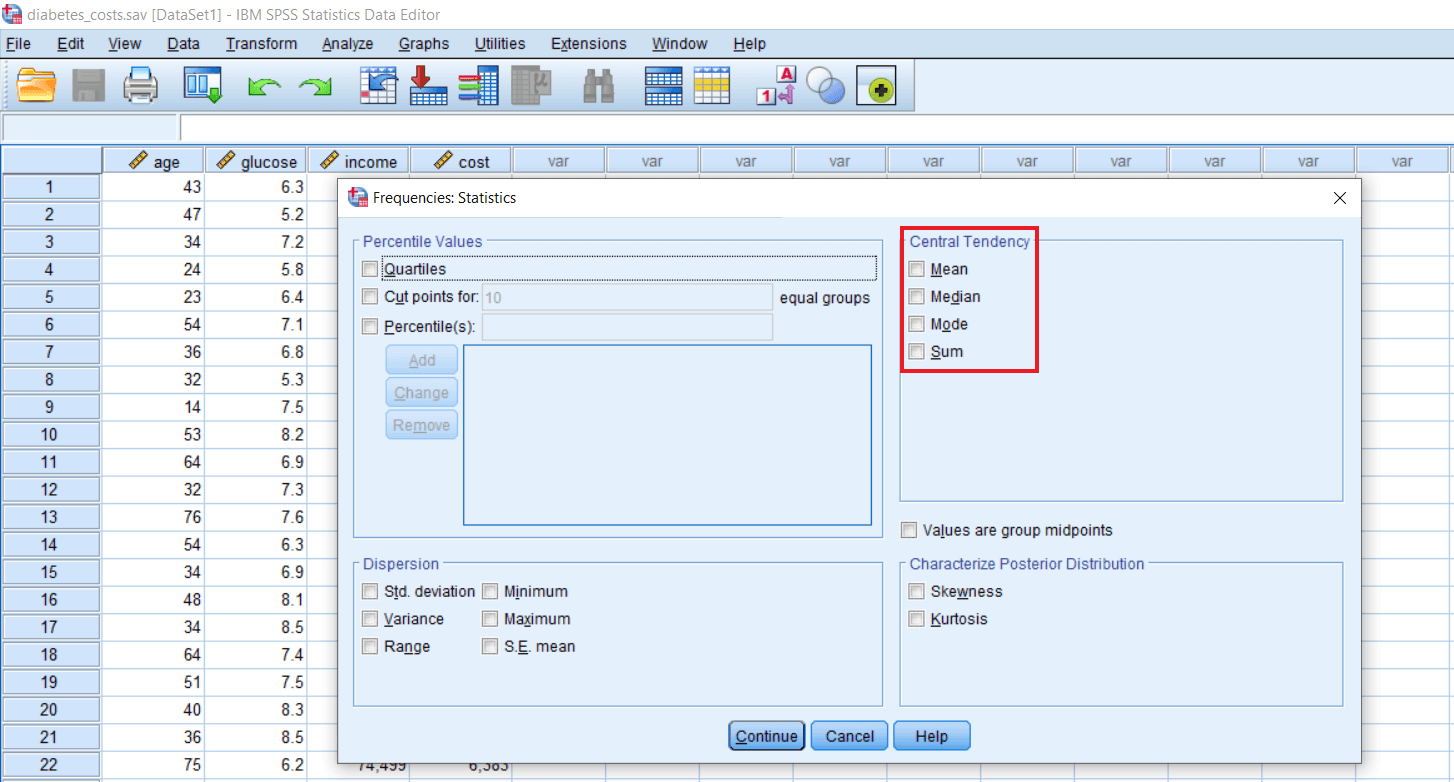 diabetes_costs.sav [DataSet1] - IBM SPSS Statistics Data Editor
File Edit View Data Transform Analyze Graphs Utilities Extensions Window Help
A
1
μ
age glucose income cost var var var var var var var var var var
1 43 6.3
2 47 5.2
3 34 7.2
4 24 5.8
5 23 6.4
6 54 7.1
7 36 6.8
8 32 5.3
9 14 7.5
10 53 8.2
11 64 6.9
12 32 7.3
13 76 7.6
14 54 6.3
15 34 6.9
16 48 8.1
17 34 8.5
18 64 7.4
19 51 7.5
20 40 8.3
21 36 8.5
22 75 6.2 74,499 6,383
Frequencies: Statistics
Percentile Values
Quartiles
Cut points for: 10 equal groups
Percentile(s):
Add
Change
Remove
Central Tendency
Mean
Median
Mode
Sum
Values are group midpoints
Dispersion
Std. deviation Minimum
Variance Maximum
Range S.E. mean
Characterize Posterior Distribution
Skewness
Kurtosis
Continue Cancel Help